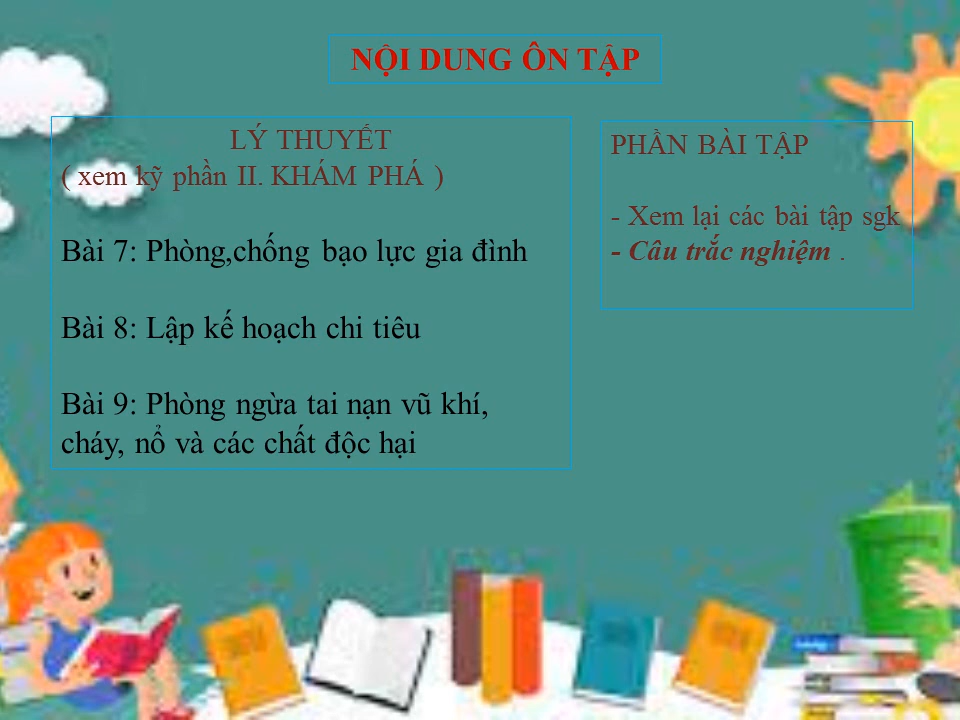 NỘI DUNG ÔN TẬP
LÝ THUYẾT
( xem kỹ phần II. KHÁM PHÁ )
Bài 7: Phòng,chống bạo lực gia đình
Bài 8: Lập kế hoạch chi tiêu
Bài 9: Phòng ngừa tai nạn vũ khí,
cháy, nổ và các chất độc hại
PHẦN BÀI TẬP
- Xem lại các bài tập sgk
- Câu trắc nghiệm .